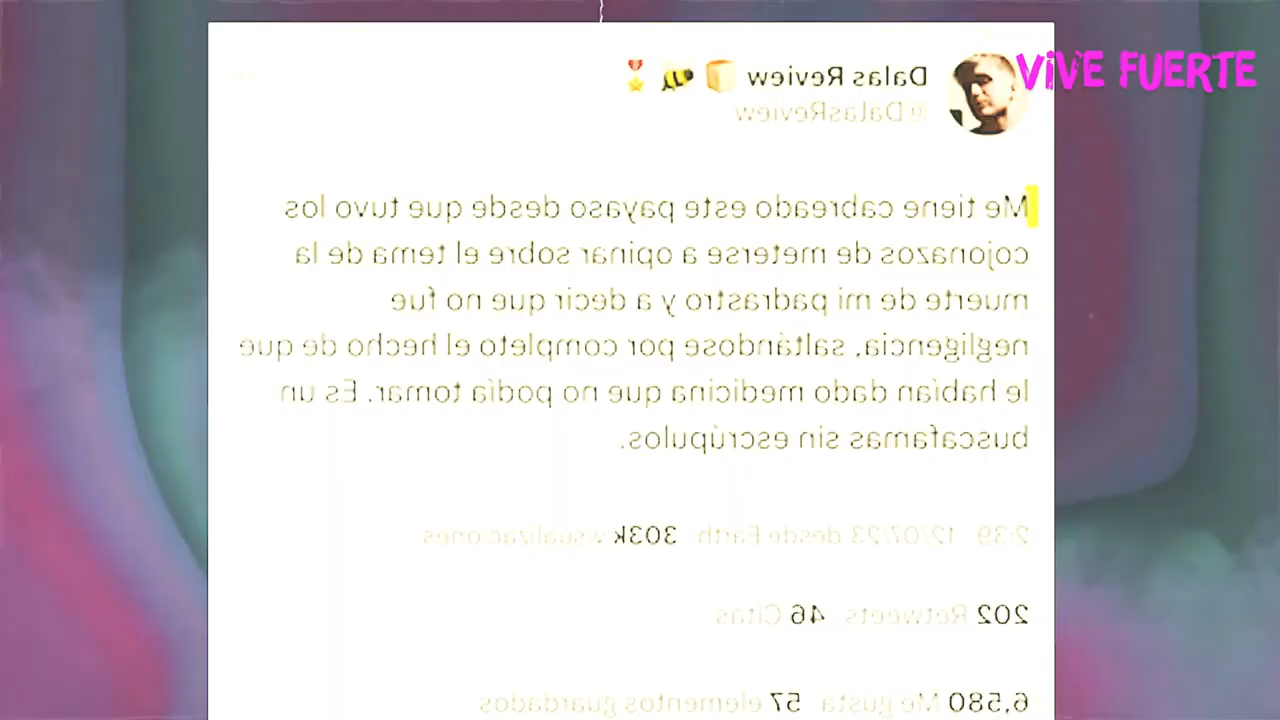 VIVE FUERTE
Dalas Review
@DalasReview
Me tiene cabreado este payaso desde que tuvo los
cojonazos de meterse a opinar sobre el tema de la
muerte de mi padrastro y a decir que no fue
negligencia, saltándose por completo el hecho de que
le habían dado medicina que no podía tomar. Es un
buscafamas sin escrúpulos.
2:39 12/07/23 desde Earth 303k visualizaciones
202 Retweets 46 Citas
6,580 Me gusta 57 elementos guardados